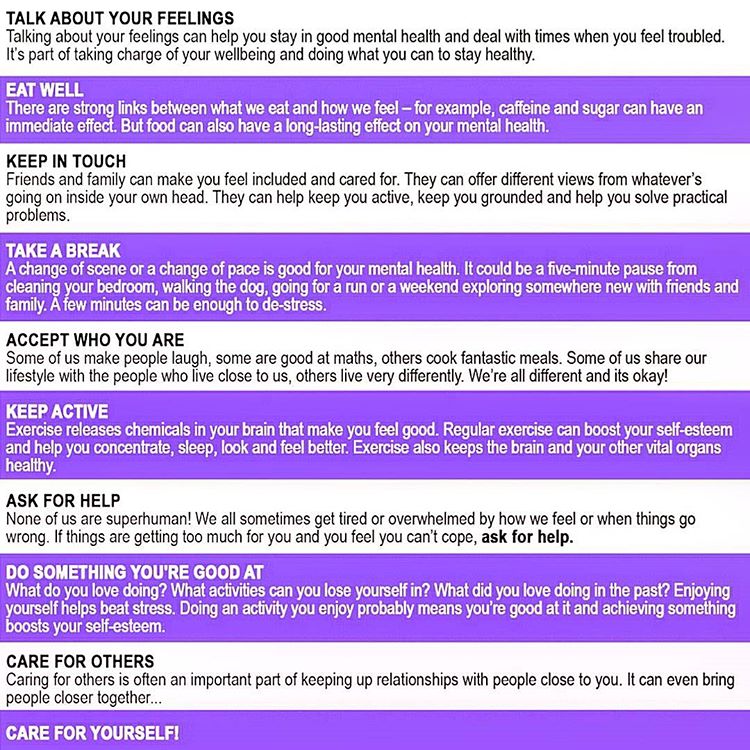 TALK ABOUT YOUR FEELINGS
Talking about your feelings can help you stay in good mental health and deal with times when you feel troubled.
It’s part of taking charge of your wellbeing and doing what you can to stay healthy.
EAT WELL
There are strong links between what we eat and how we feel – for example, caffeine and sugar can have an
immediate effect. But food can also have a long-lasting effect on your mental health.
KEEP IN TOUCH
Friends and family can make you feel included and cared for. They can offer different views from whatever’s
going on inside your own head. They can help keep you active, keep you grounded and help you solve practical
problems.
TAKE A BREAK
A change of scene or a change of pace is good for your mental health. It could be a five-minute pause from
cleaning your bedroom, walking the dog, going for a run or a weekend exploring somewhere new with friends and
family. A few minutes can be enough to de-stress.
ACCEPT WHO YOU ARE
Some of us make people laugh, some are good at maths, others cook fantastic meals. Some of us share our
lifestyle with the people who live close to us, others live very differently. We’re all different and its okay!
KEEP ACTIVE
Exercise releases chemicals in your brain that make you feel good. Regular exercise can boost your self-esteem
and help you concentrate, sleep, look and feel better. Exercise also keeps the brain and your other vital organs
healthy.
ASK FOR HELP
None of us are superhuman! We all sometimes get tired or overwhelmed by how we feel or when things go
wrong. If things are getting too much for you and you feel you can’t cope, ask for help.
DO SOMETHING YOU’RE GOOD AT
What do you love doing? What activities can you lose yourself in? What did you love doing in the past? Enjoying
yourself helps beat stress. Doing an activity you enjoy probably means you’re good at it and achieving something
boosts your self-esteem.
CARE FOR OTHERS
Caring for others is often an important part of keeping up relationships with people close to you. It can even bring
people closer together...
CARE FOR YOURSELF!